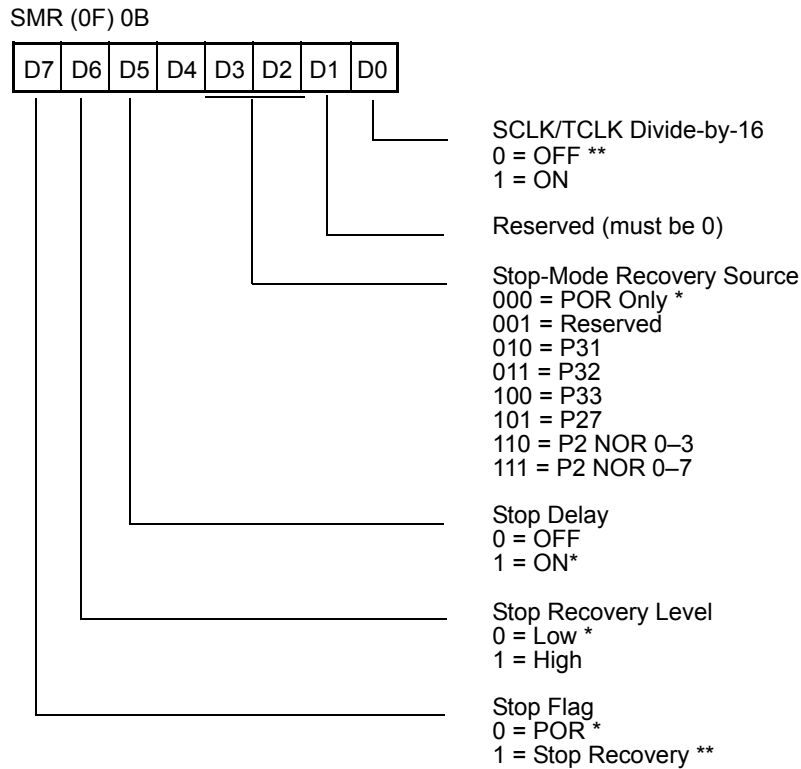 SMR (0F) 0B
D7 D6 D5 D4 D3 D2 D1 D0
SCLK/TCLK Divide-by-16
0 = OFF **
1 = ON
Reserved (must be 0)
Stop-Mode Recovery Source
000 = POR Only *
001 = Reserved
010 = P31
011 = P32
100 = P33
101 = P27
110 = P2 NOR 0–3
111 = P2 NOR 0–7
Stop Delay
0 = OFF
1 = ON*
Stop Recovery Level
0 = Low *
1 = High
Stop Flag
0 = POR *
1 = Stop Recovery **